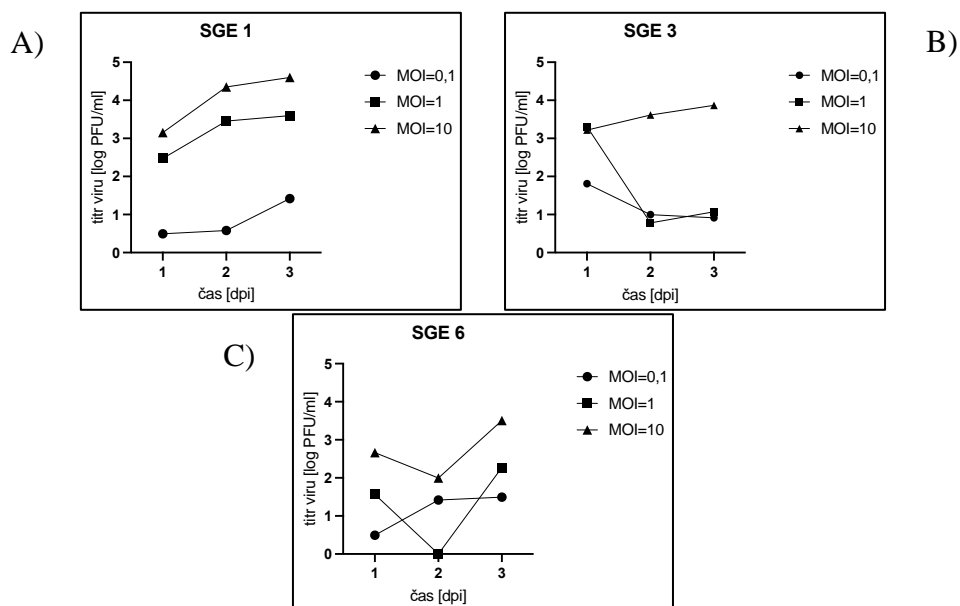 A)
SGE 1
titr viru [log PFU/ml]
5
4
3
2
1
0
1 2 3
čas [dpi]
MOI=0,1
MOI=1
MOI=10
B)
SGE 3
titr viru [log PFU/ml]
5
4
3
2
1
0
1 2 3
čas [dpi]
MOI=0,1
MOI=1
MOI=10
C)
SGE 6
titr viru [log PFU/ml]
5
4
3
2
1
0
1 2 3
čas [dpi]
MOI=0,1
MOI=1
MOI=10